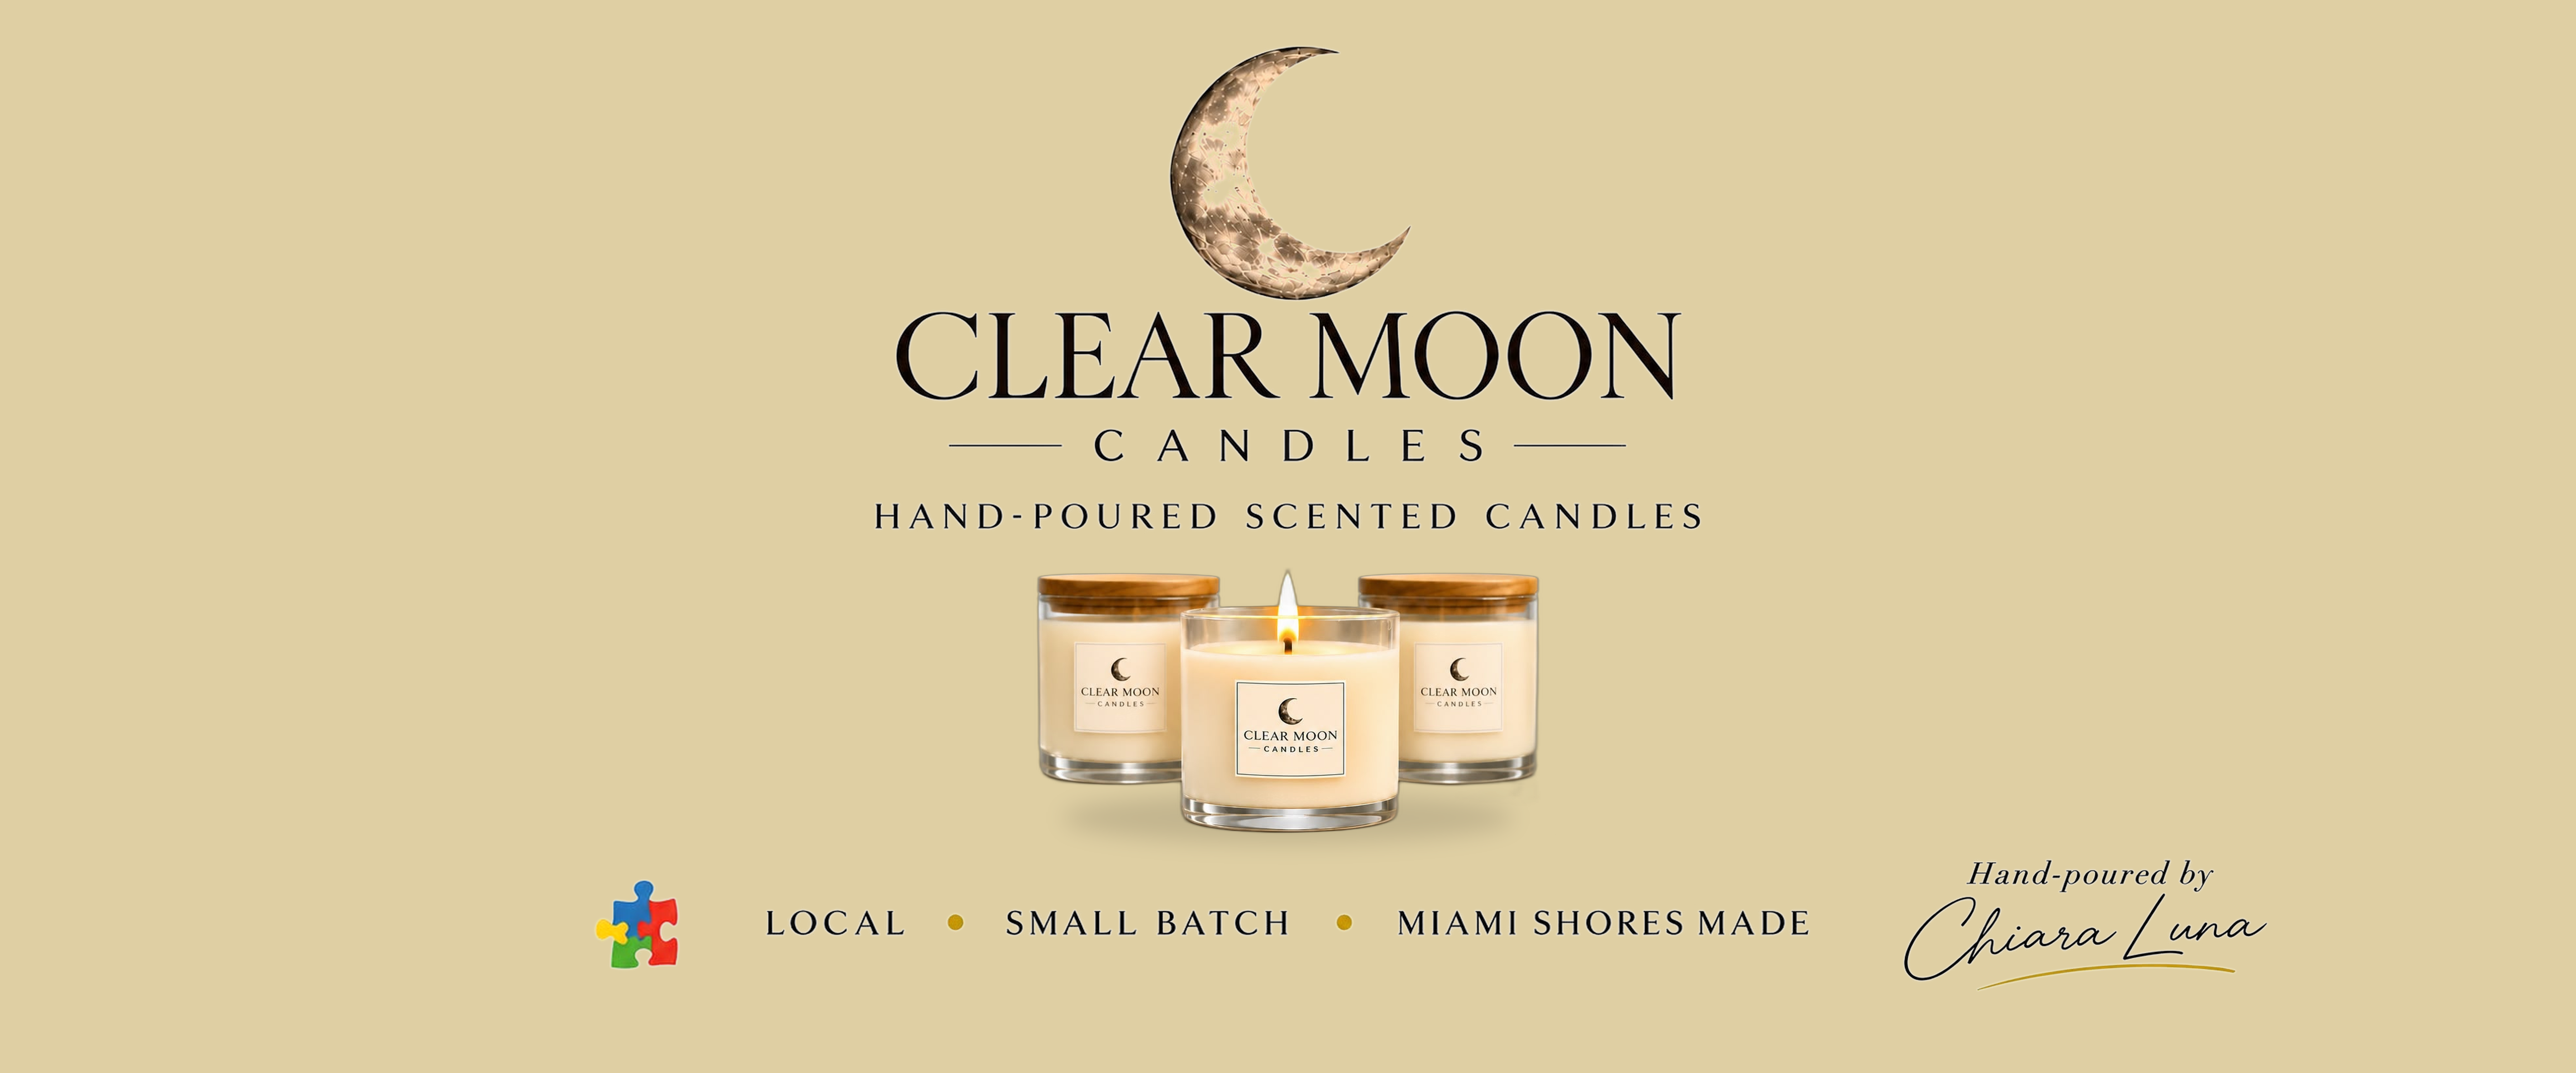 CLEAR MOON
CANDLES
HAND-POURED SCENTED CANDLES
CLEAR MOON
CANDLES
CLEAR MOON
CANDLES
CLEAR MOON
CANDLES
LOCAL • SMALL BATCH • MIAMI SHORES MADE
Hand-poured by
Chiara Luna